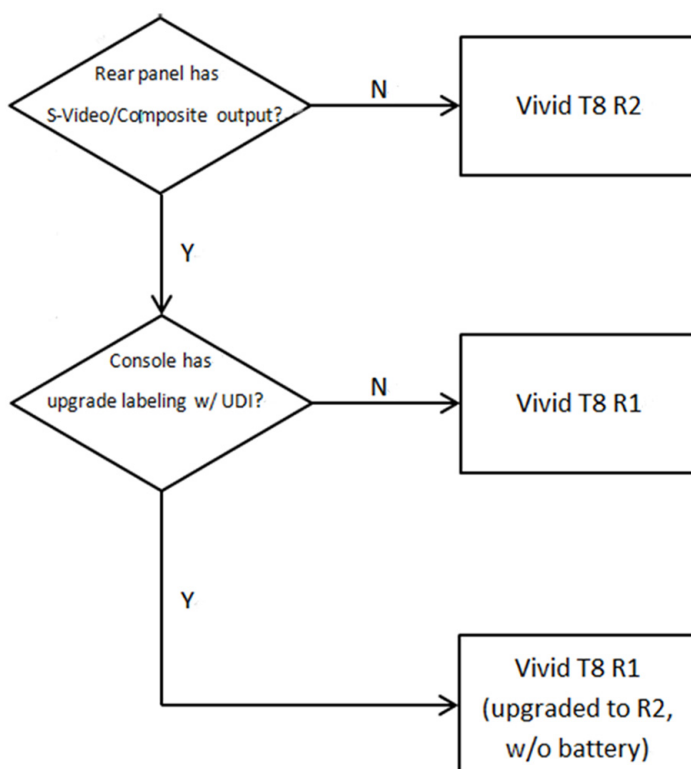 Rear panel has
S-Video/Composite output?
N
Vivid T8 R2
Y
Console has
upgrade labeling w/ UDI?
N
Vivid T8 R1
Y
Vivid T8 R1
(upgraded to R2,
w/o battery)